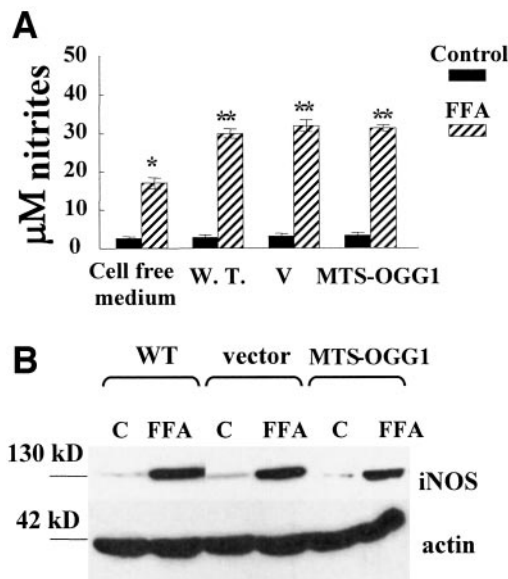 A
50
40
30
20
10
0
μM nitrites
* ** ** **
Control
FFA
Cell free medium
W. T.
V
MTS-OGG1
B
WT vector MTS-OGG1
C FFA C FFA C FFA
130 kD
iNOS
42 kD
actin